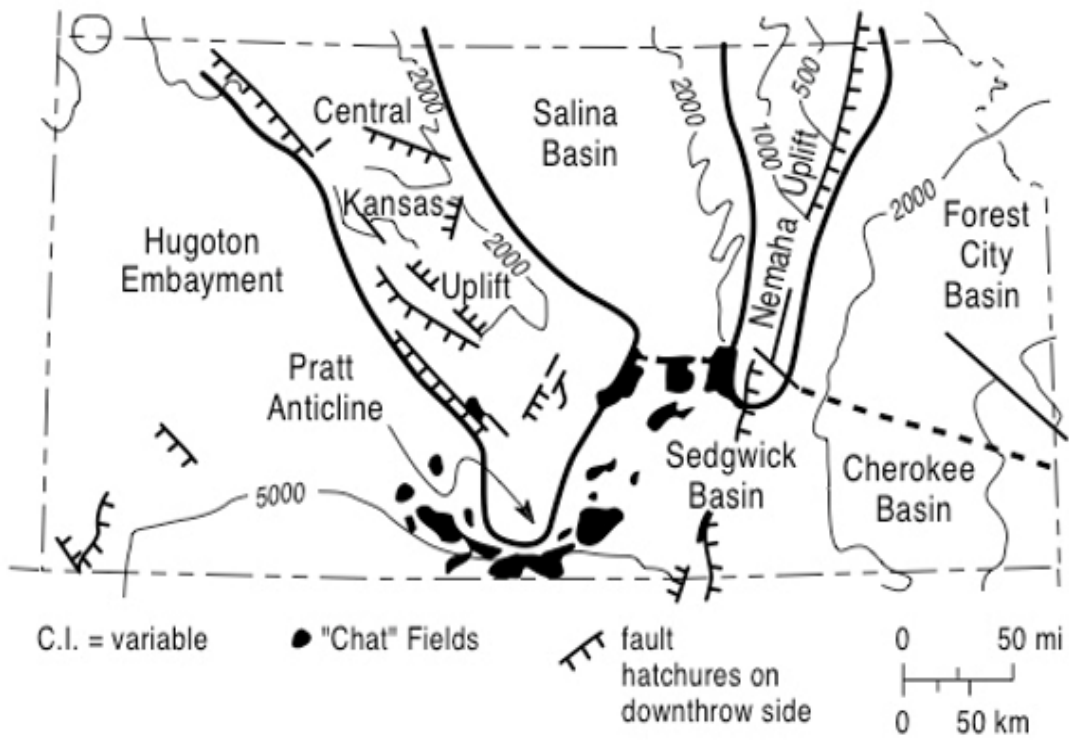 2000
Central
Salina
Basin
2000
1000
500
Uplift
Nemaha
2000
Forest
City
Basin
Kansas
2000
Uplift
Hugoton
Embayment
Pratt
Anticline
5000
Sedgwick
Basin
Cherokee
Basin
C.I. = variable
"Chat" Fields
fault
hatchures on
downthrow side
0 50 mi
0 50 km